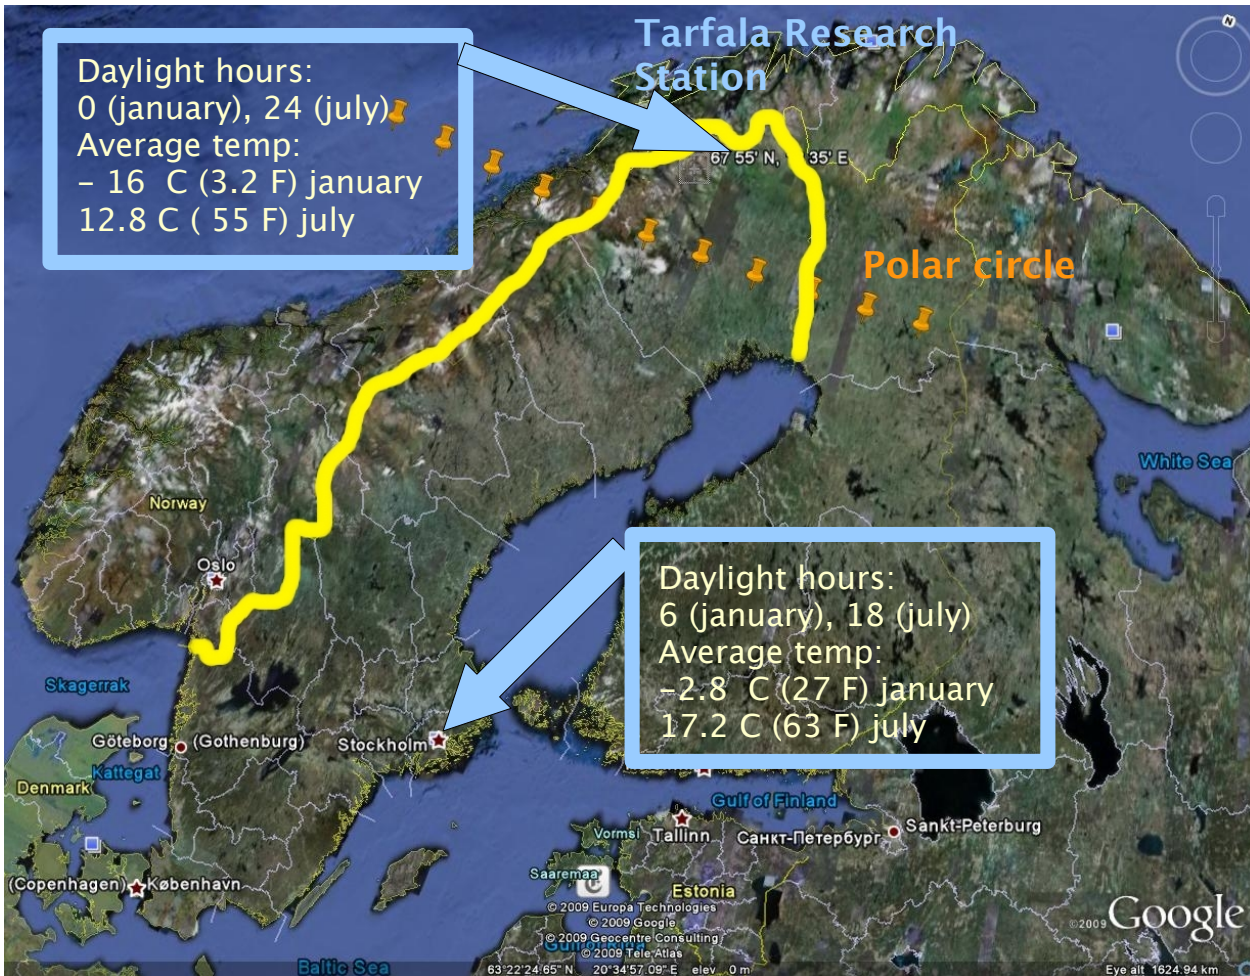 Tarfala Research
Station
Daylight hours:
0 (january), 24 (july)
Average temp:
– 16 C (3.2 F) january
12.8 C ( 55 F) july
67 55' N, 35' E
Polar circle
White Sea
Norway
Oslo
Daylight hours:
6 (january), 18 (july)
Average temp:
-2.8 C (27 F) january
17.2 C (63 F) july
Skagerrak
Göteborg (Gothenburg)
Stockholm
Kattegat
Denmark
Gulf of Finland
Vormsi
Tallinn
Санкт-Петербург Sankt-Peterburg
Saaremaa
(Copenhagen) København
Estonia
© 2009 Europa Technologies
© 2009 Google
© 2009 Geocentre Consulting
© 2009 Tele Atlas
©2009 Google
Baltic Sea
63°22'24.65" N 20°34'57.09" E elev 0 m
Eye alt 1624.94 km
N